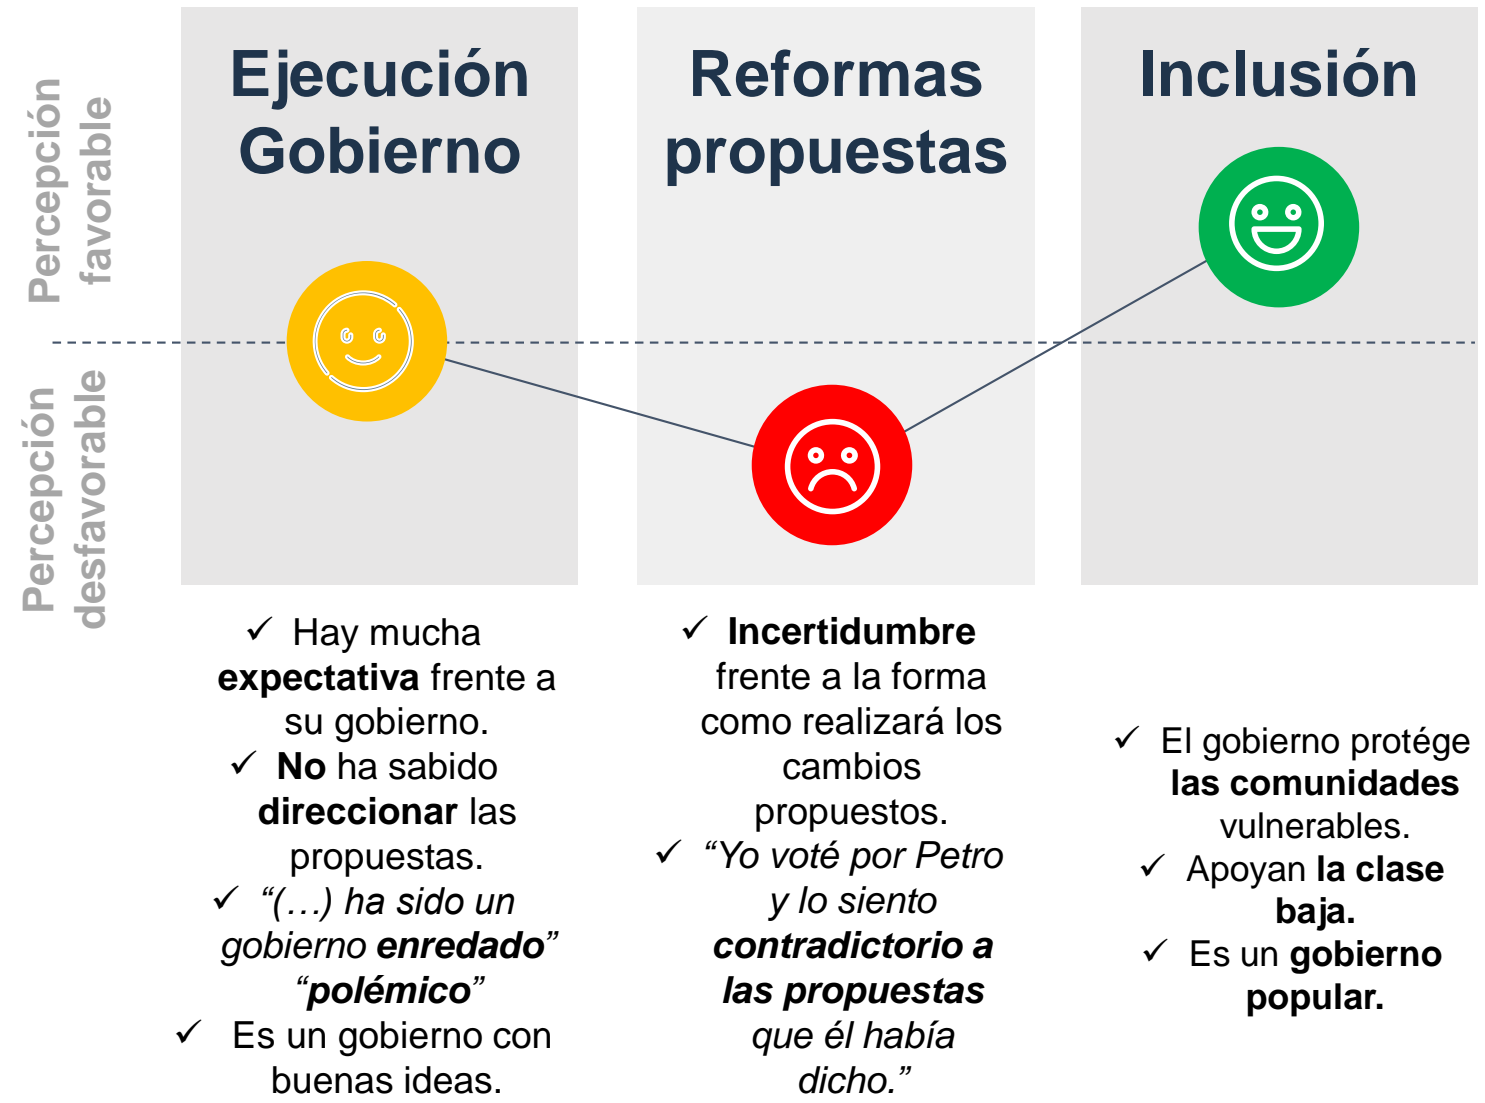 Percepción
favorable
Percepción
desfavorable
Ejecución
Gobierno
✓ Hay mucha
expectativa frente a
su gobierno.
✓ No ha sabido
direccionar las
propuestas.
✓ “(…) ha sido un
gobierno enredado”
“polémico”
✓ Es un gobierno con
buenas ideas.
Reformas
propuestas
✓ Incertidumbre
frente a la forma
como realizará los
cambios
propuestos.
✓ “Yo voté por Petro
y lo siento
contradictorio a
las propuestas
que él había
dicho.”
Inclusión
✓ El gobierno protége
las comunidades
vulnerables.
✓ Apoyan la clase
baja.
✓ Es un gobierno
popular.